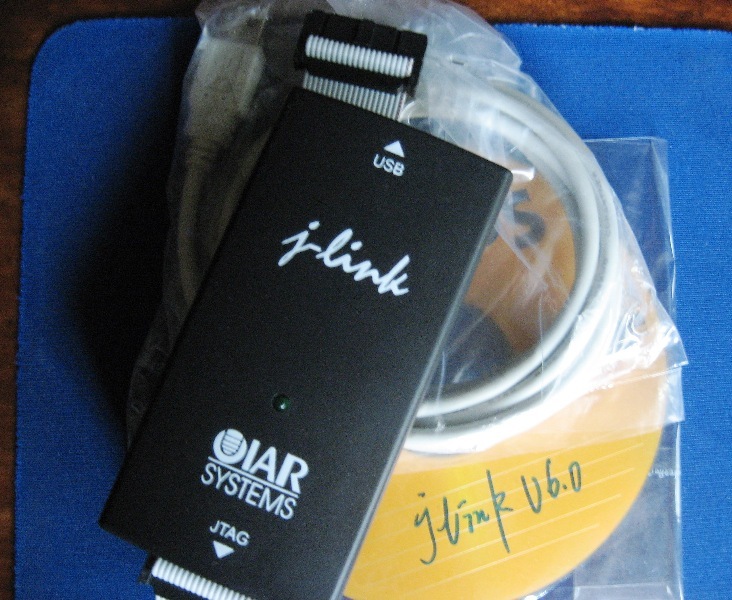 USB
j-link
IAR
SYSTEMS
JTAG
jlink V6.0